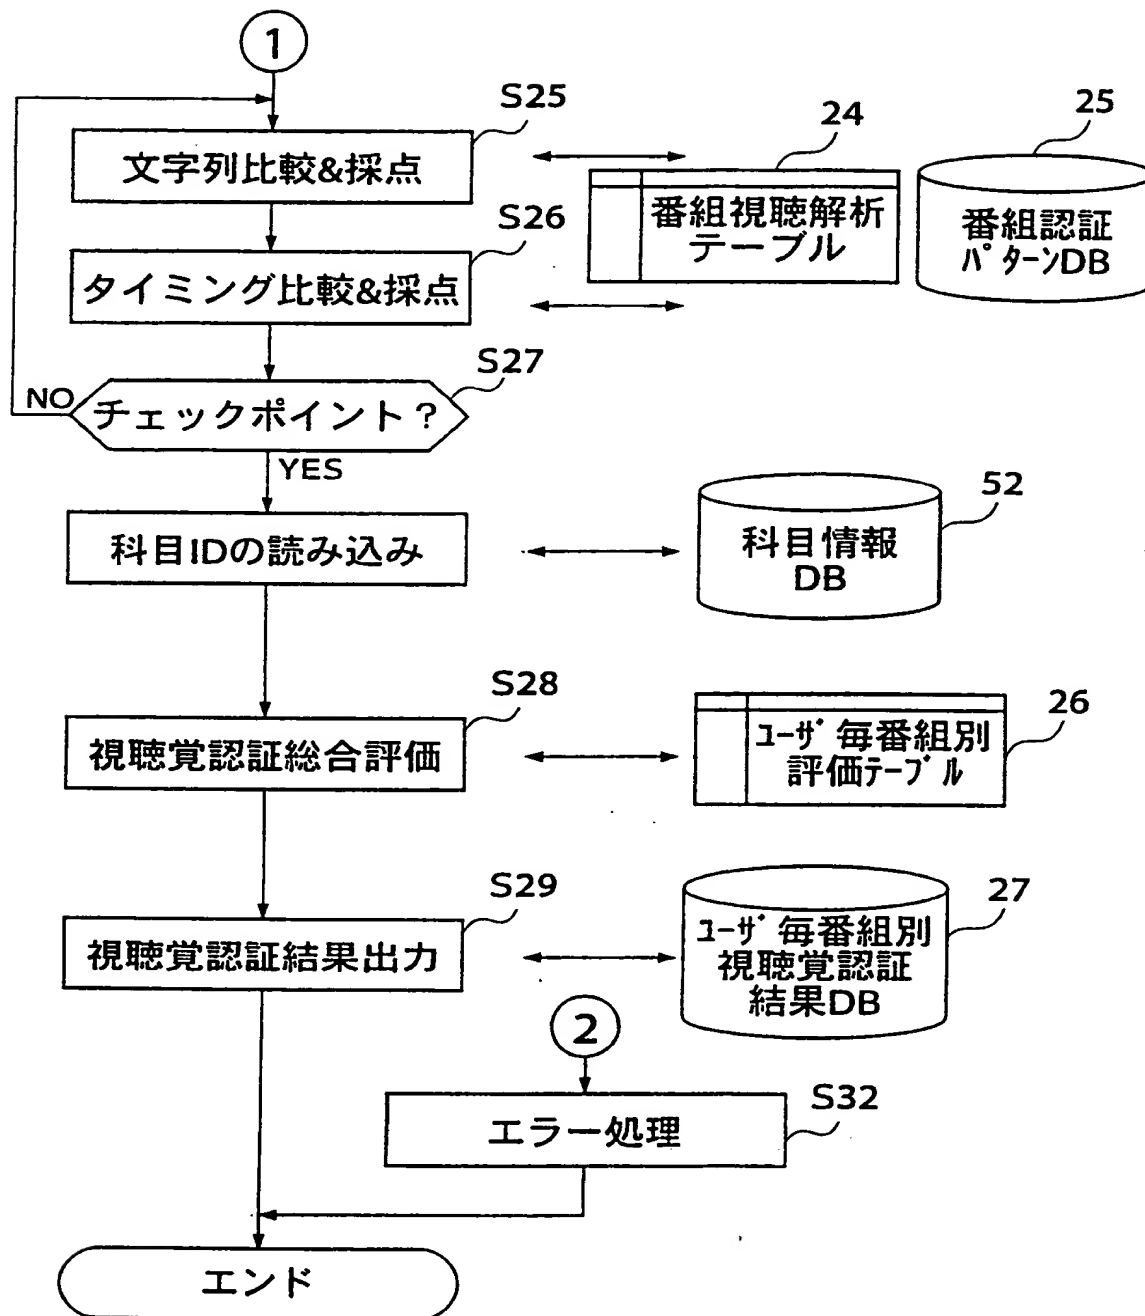 1
S25
24
25
文字列比較&採点
番組視聴解析
テーブル
番組認証
パターンDB
S26
タイミング比較&採点
S27
NO
チェックポイント？
YES
52
科目IDの読み込み
科目情報
DB
S28
26
視聴覚認証総合評価
ﾕｰｻﾞ毎番組別
評価ﾃｰﾌﾞﾙ
S29
27
視聴覚認証結果出力
ﾕｰｻﾞ毎番組別
視聴覚認証
結果DB
2
S32
エラー処理
エンド